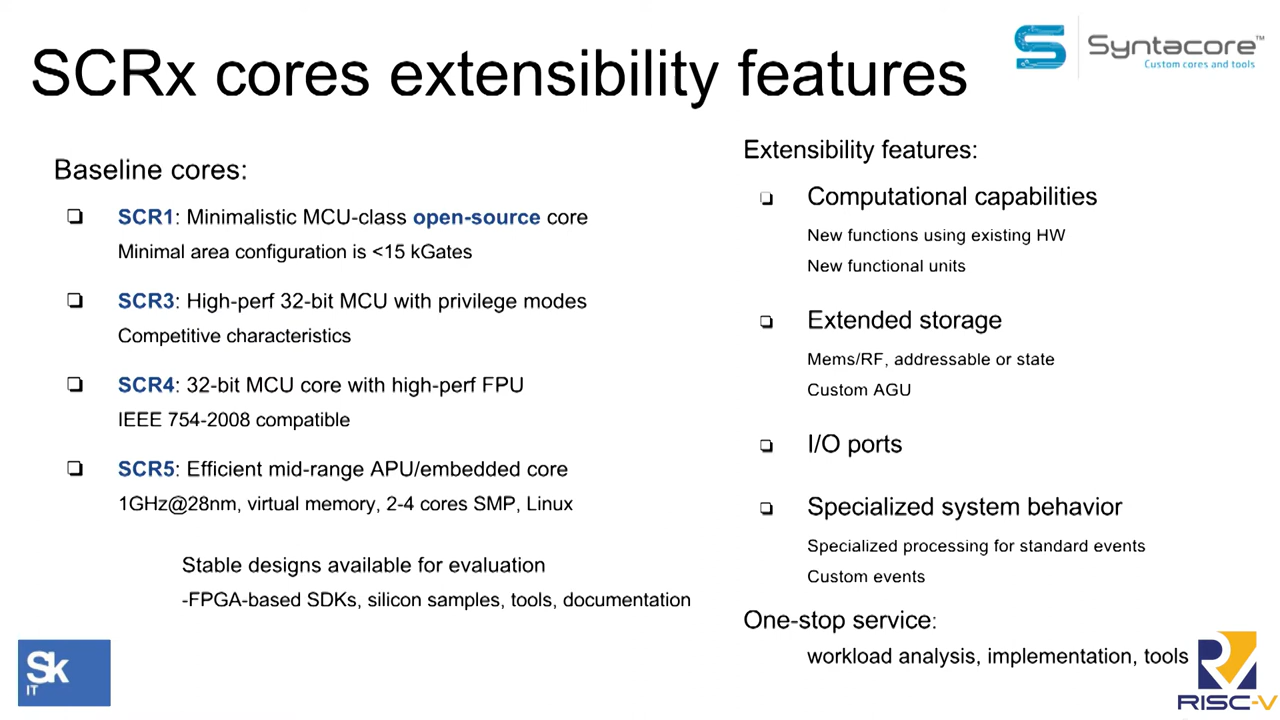 SCRx cores extensibility features
Syntacore™
Custom cores and tools
Baseline cores:
SCR1: Minimalistic MCU-class open-source core
Minimal area configuration is <15 kGates
SCR3: High-perf 32-bit MCU with privilege modes
Competitive characteristics
SCR4: 32-bit MCU core with high-perf FPU
IEEE 754-2008 compatible
SCR5: Efficient mid-range APU/embedded core
1GHz@28nm, virtual memory, 2-4 cores SMP, Linux
Stable designs available for evaluation
-FPGA-based SDKs, silicon samples, tools, documentation
Extensibility features:
Computational capabilities
New functions using existing HW
New functional units
Extended storage
Mems/RF, addressable or state
Custom AGU
I/O ports
Specialized system behavior
Specialized processing for standard events
Custom events
One-stop service:
workload analysis, implementation, tools
Sk
IT
RISC-V